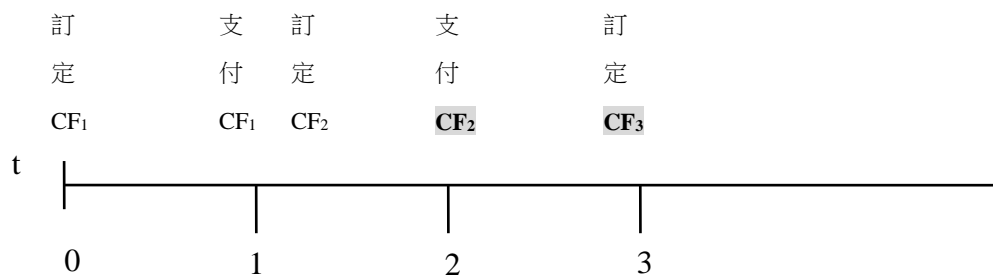 訂 支 訂 支 訂
定 付 定 付 定
CF₁ CF₁ CF₂ CF₂ CF₃
t
0 1 2 3